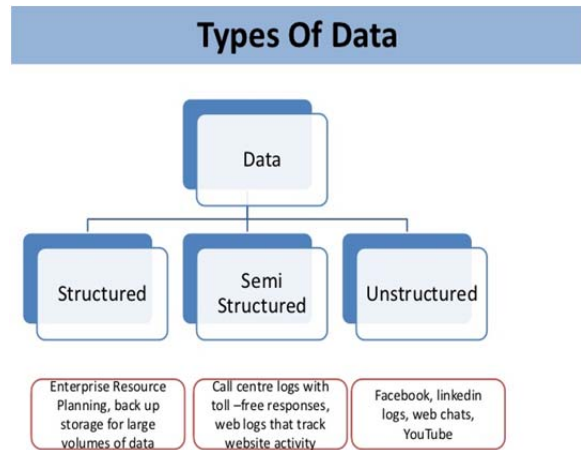 Types Of Data
Data
Structured
Semi
Structured
Unstructured
Enterprise Resource
Planning, back up
storage for large
volumes of data
Call centre logs with
toll –free responses,
web logs that track
website activity
Facebook, linkedin
logs, web chats,
YouTube